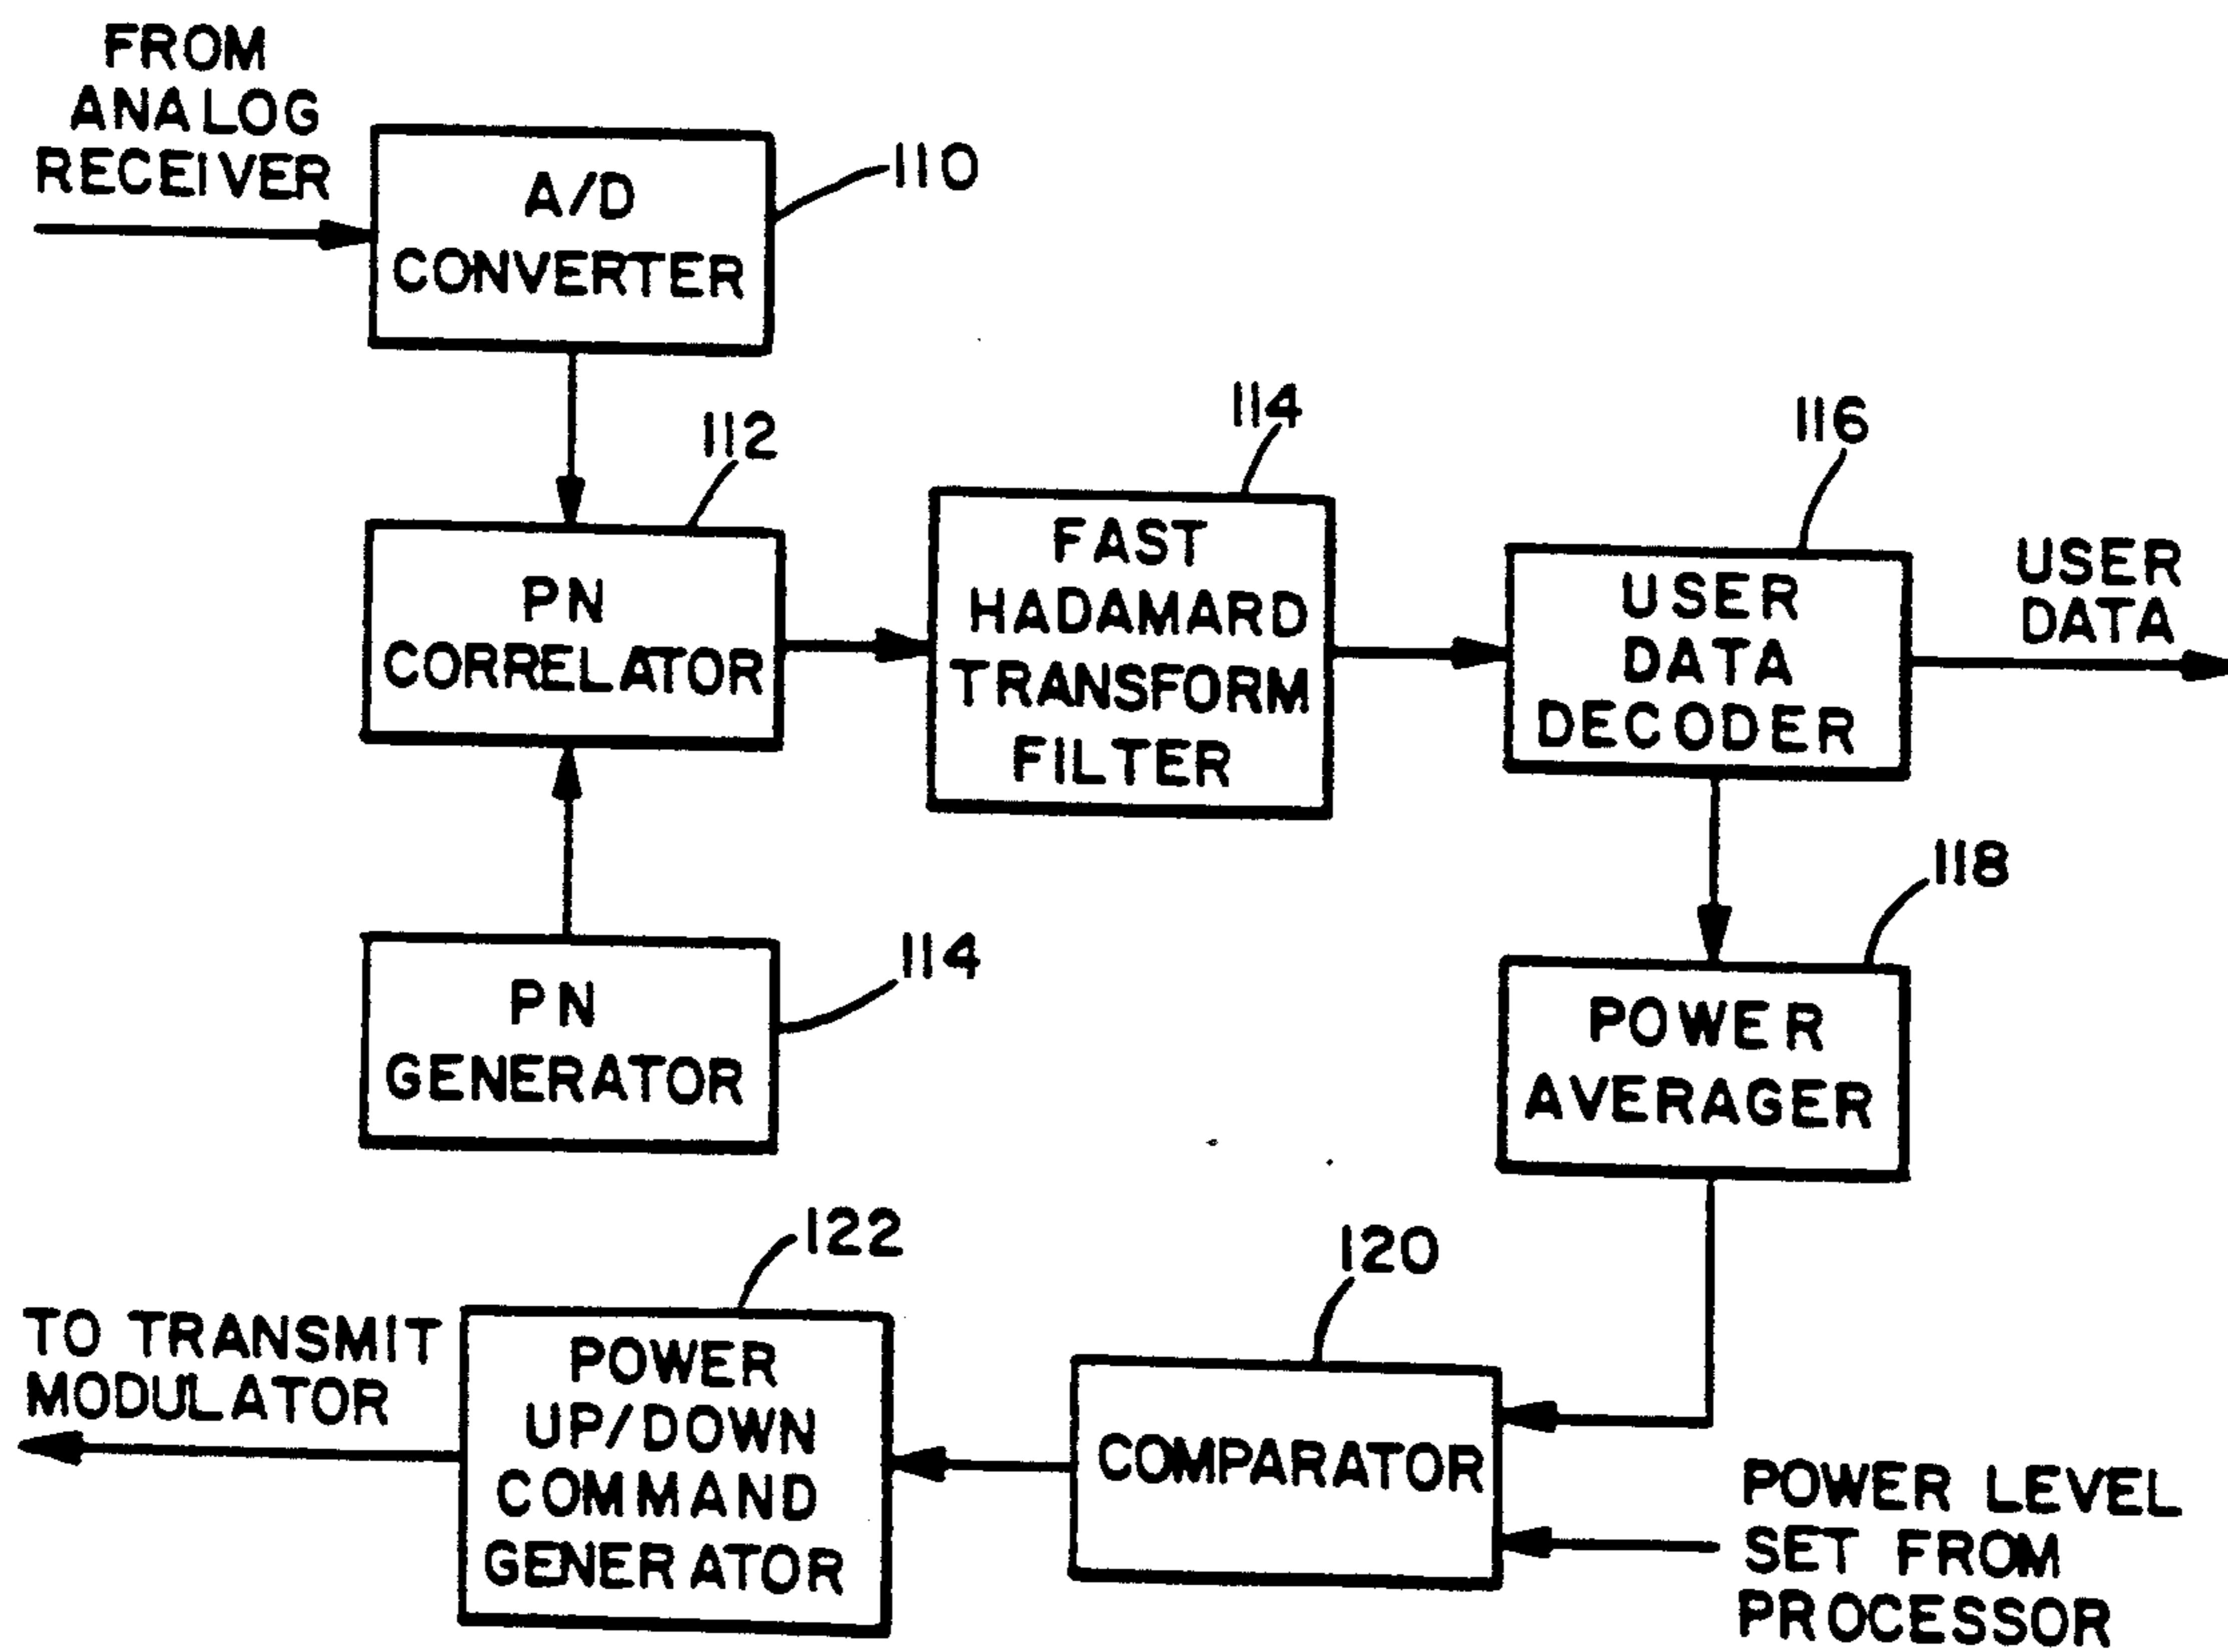 FROM
ANALOG
RECEIVER
A/D
CONVERTER
110
112
PN
CORRELATOR
114
FAST
HADAMARD
TRANSFORM
FILTER
116
USER
DATA
DECODER
USER
DATA
114
PN
GENERATOR
118
POWER
AVERAGER
122
POWER
UP/DOWN
COMMAND
GENERATOR
TO TRANSMIT
MODULATOR
120
COMPARATOR
POWER LEVEL
SET FROM
PROCESSOR